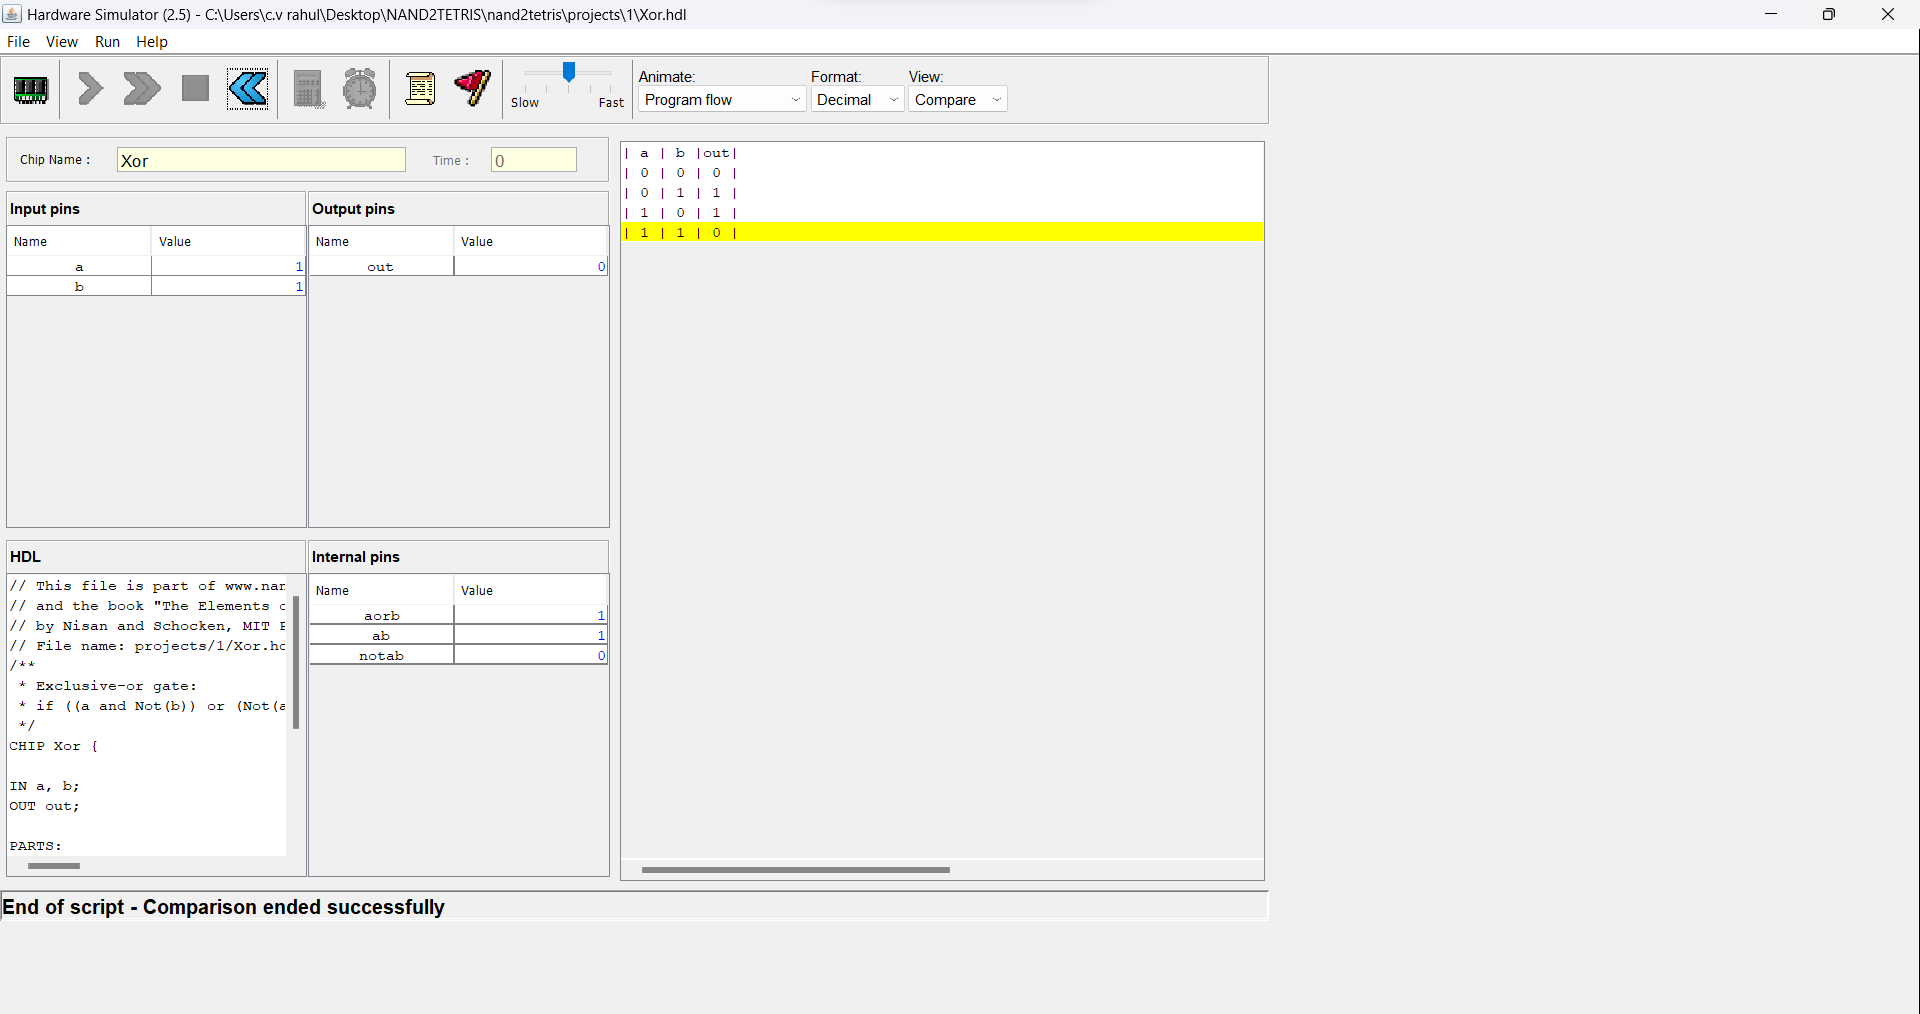 Hardware Simulator (2.5) - C:\Users\c.v rahul\Desktop\NAND2TETRIS\nand2tetris\projects\1\Xor.hdl
File View Run Help
Slow Fast
Animate: Format: View:
Program flow Decimal Compare
Chip Name : Xor Time : 0
Input pins
Name Value
a 1
b 1
Output pins
Name Value
out 0
| a | b |out|
| 0 | 0 | 0 |
| 0 | 1 | 1 |
| 1 | 0 | 1 |
| 1 | 1 | 0 |
HDL
// This file is part of www.nan
// and the book "The Elements o
// by Nisan and Schocken, MIT P
// File name: projects/1/Xor.hd
/**
 * Exclusive-or gate:
 * if ((a and Not(b)) or (Not(a
 */
CHIP Xor {
IN a, b;
OUT out;
PARTS:
Internal pins
Name Value
aorb 1
ab 1
notab 0
End of script - Comparison ended successfully